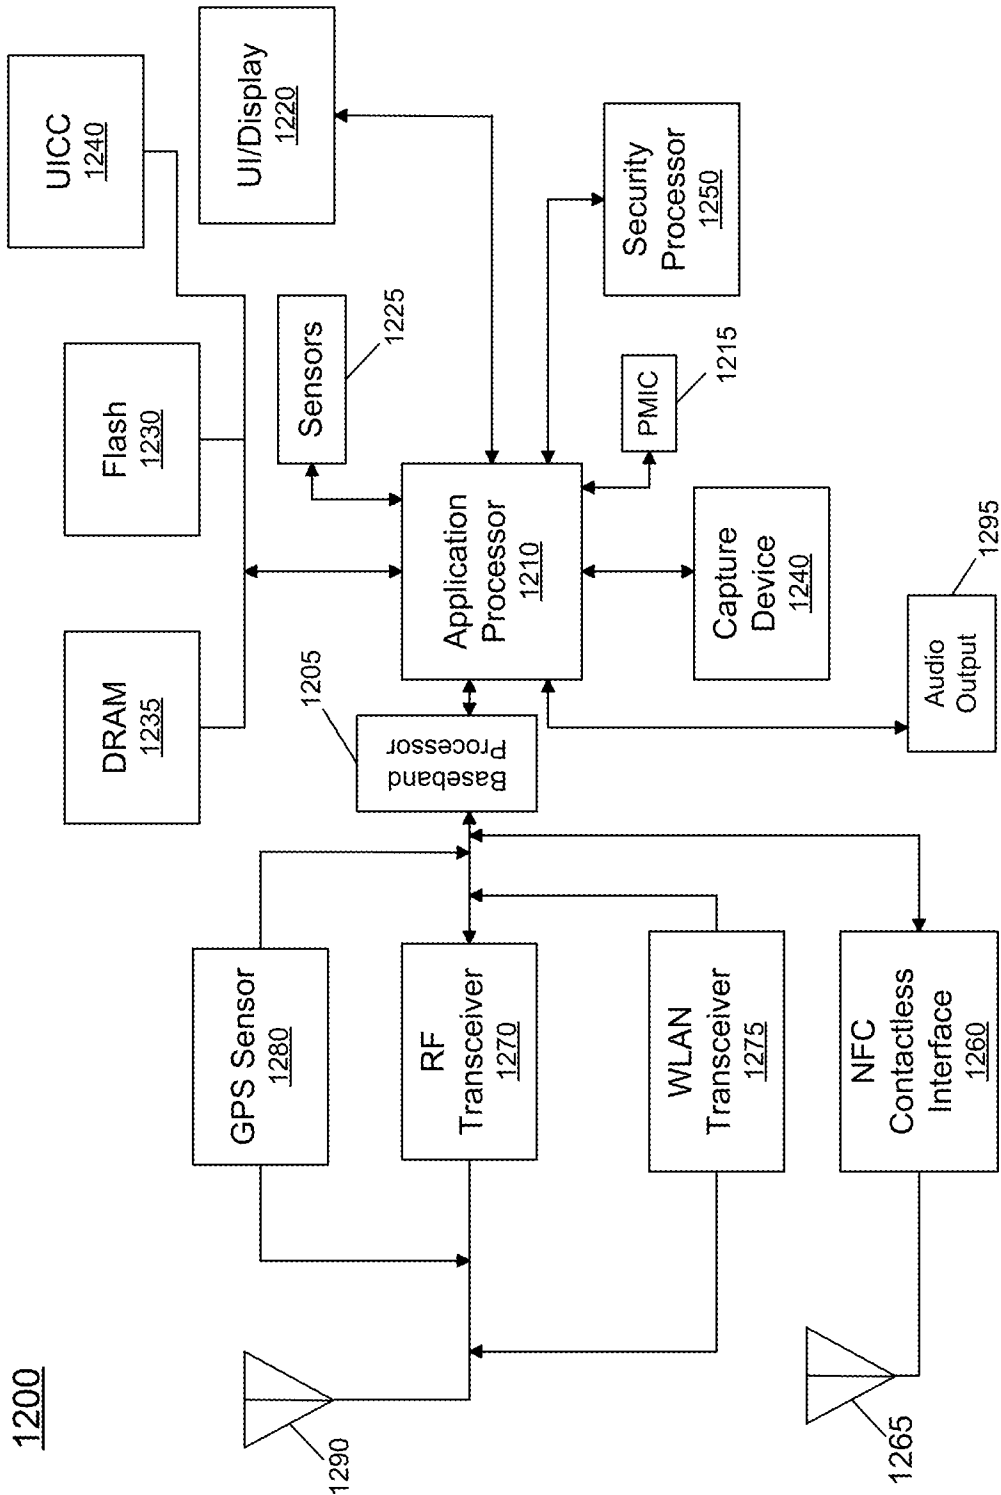 1200
UICC
1240
UI/Display
1220
Flash
1230
Sensors
1225
Security
Processor
1250
DRAM
1235
PMIC
1215
Application
Processor
1210
Capture
Device
1240
1205
Baseband
Processor
Audio
Output
1295
GPS Sensor
1280
RF
Transceiver
1270
WLAN
Transceiver
1275
NFC
Contactless
Interface
1260
1290
1265